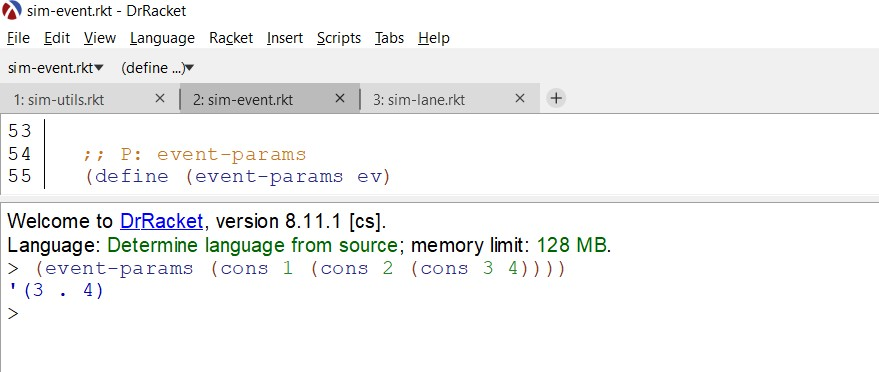 sim-event.rkt - DrRacket
File Edit View Language Racket Insert Scripts Tabs Help
sim-event.rkt▾ (define ...)▾
1: sim-utils.rkt × 2: sim-event.rkt × 3: sim-lane.rkt × +
53
54 ;; P: event-params
55 (define (event-params ev)
Welcome to DrRacket, version 8.11.1 [cs].
Language: Determine language from source; memory limit: 128 MB.
> (event-params (cons 1 (cons 2 (cons 3 4))))
'(3 . 4)
>